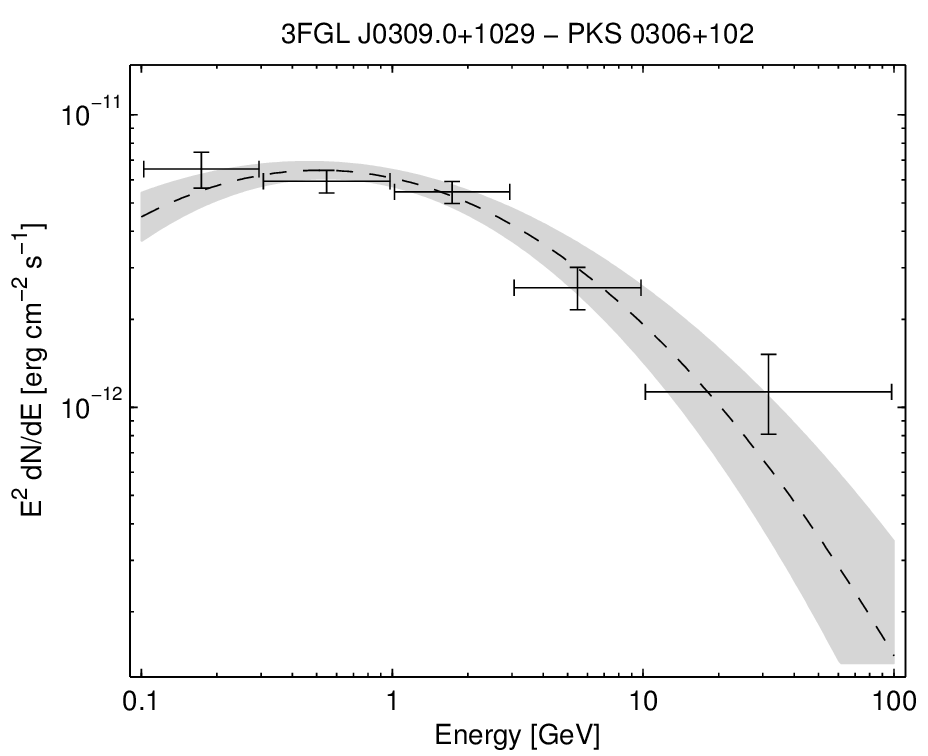 3FGL J0309.0+1029 − PKS 0306+102
10⁻¹¹
10⁻¹²
E² dN/dE [erg cm⁻² s⁻¹]
0.1 1 10 100
Energy [GeV]